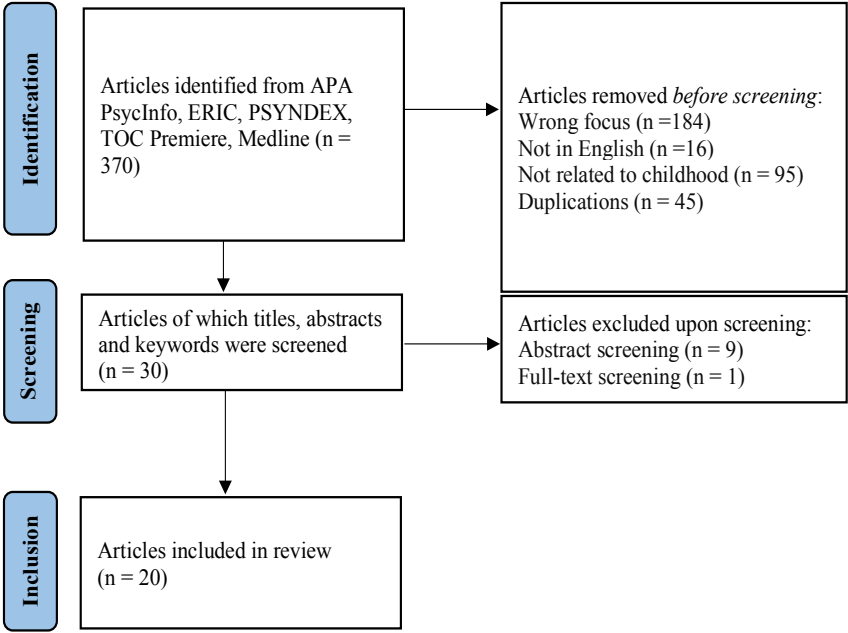 Identification
Articles identified from APA
PsycInfo, ERIC, PSYNDEX,
TOC Premiere, Medline (n =
370)
Articles removed before screening:
Wrong focus (n =184)
Not in English (n =16)
Not related to childhood (n = 95)
Duplications (n = 45)
Screening
Articles of which titles, abstracts
and keywords were screened
(n = 30)
Articles excluded upon screening:
Abstract screening (n = 9)
Full-text screening (n = 1)
Inclusion
Articles included in review
(n = 20)